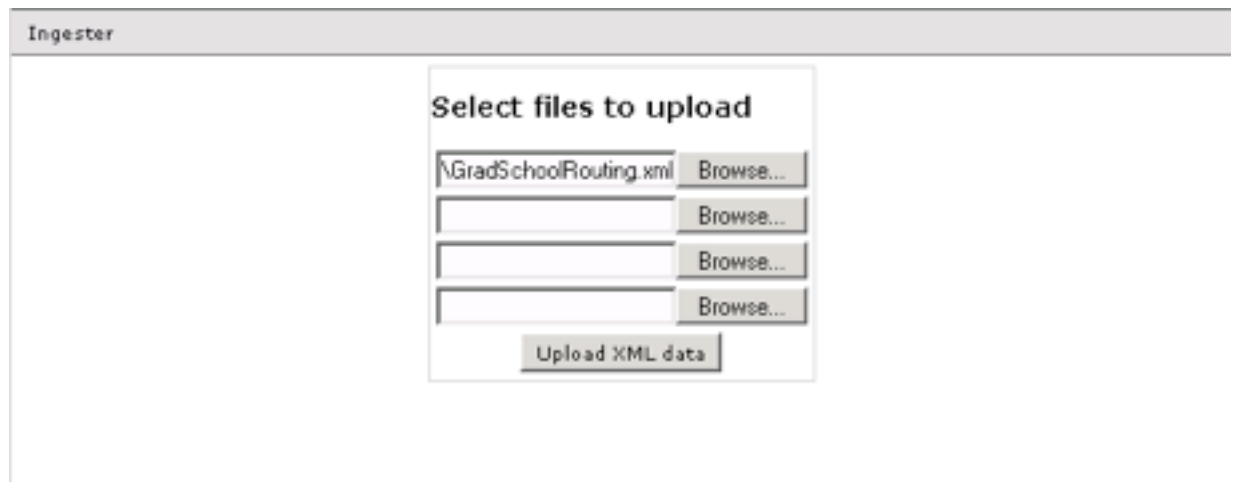 Ingester
Select files to upload
\GradSchoolRouting.xml Browse...
Browse...
Browse...
Browse...
Upload XML data